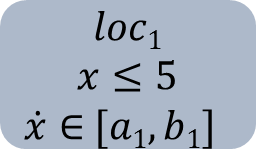 loc₁
x ≤ 5
ẋ ∈ [a₁, b₁]